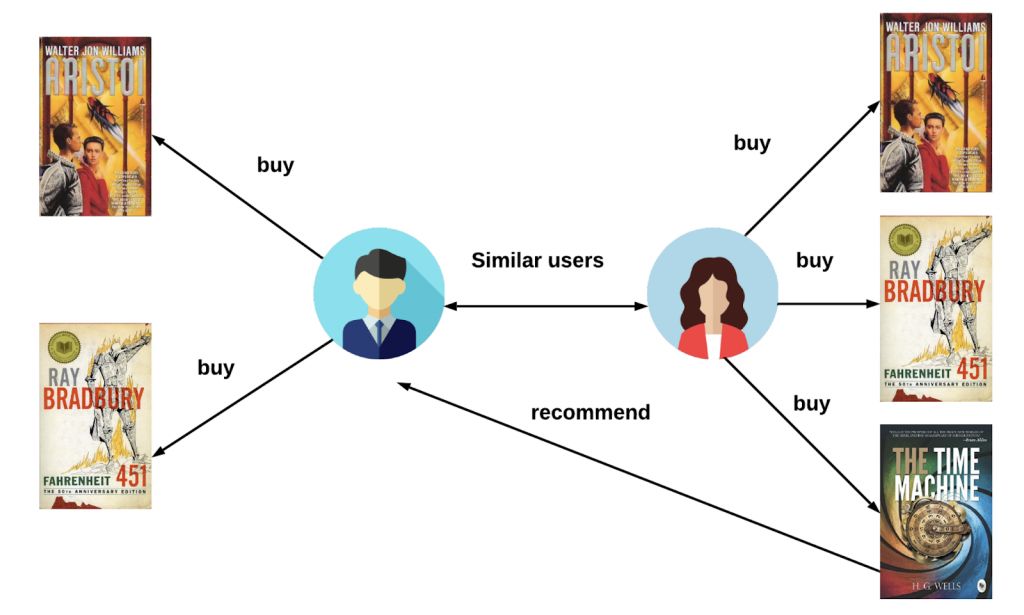 WALTER JON WILLIAMS
ARISTOI
buy
RAY
BRADBURY
FAHRENHEIT 451
THE 50TH ANNIVERSARY EDITION
buy
Similar users
recommend
buy
WALTER JON WILLIAMS
ARISTOI
buy
RAY
BRADBURY
FAHRENHEIT 451
THE 50TH ANNIVERSARY EDITION
buy
THE TIME
MACHINE
H. G. WELLS